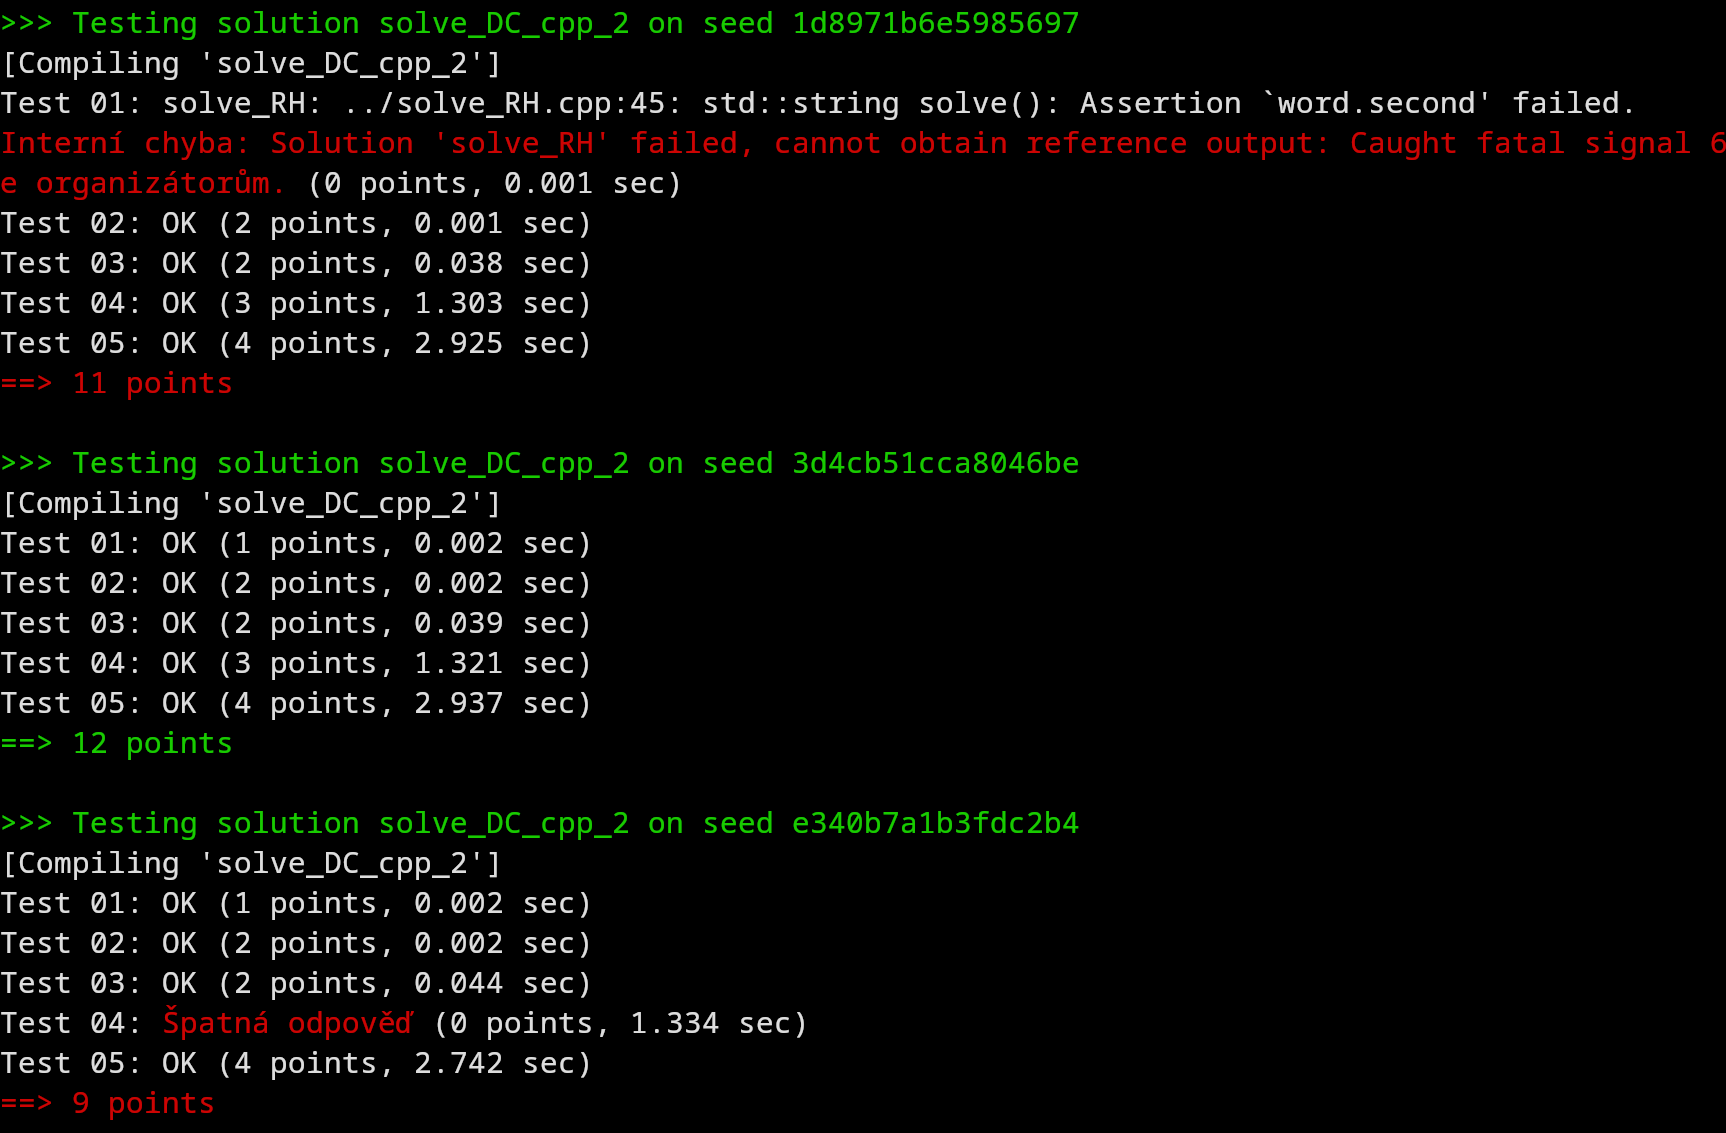 >>> Testing solution solve_DC_cpp_2 on seed 1d8971b6e5985697
[Compiling 'solve_DC_cpp_2']
Test 01: solve_RH: ../solve_RH.cpp:45: std::string solve(): Assertion `word.second' failed.
Interní chyba: Solution 'solve_RH' failed, cannot obtain reference output: Caught fatal signal 6
e organizátorům. (0 points, 0.001 sec)
Test 02: OK (2 points, 0.001 sec)
Test 03: OK (2 points, 0.038 sec)
Test 04: OK (3 points, 1.303 sec)
Test 05: OK (4 points, 2.925 sec)
==> 11 points
>>> Testing solution solve_DC_cpp_2 on seed 3d4cb51cca8046be
[Compiling 'solve_DC_cpp_2']
Test 01: OK (1 points, 0.002 sec)
Test 02: OK (2 points, 0.002 sec)
Test 03: OK (2 points, 0.039 sec)
Test 04: OK (3 points, 1.321 sec)
Test 05: OK (4 points, 2.937 sec)
==> 12 points
>>> Testing solution solve_DC_cpp_2 on seed e340b7a1b3fdc2b4
[Compiling 'solve_DC_cpp_2']
Test 01: OK (1 points, 0.002 sec)
Test 02: OK (2 points, 0.002 sec)
Test 03: OK (2 points, 0.044 sec)
Test 04: Špatná odpověď (0 points, 1.334 sec)
Test 05: OK (4 points, 2.742 sec)
==> 9 points